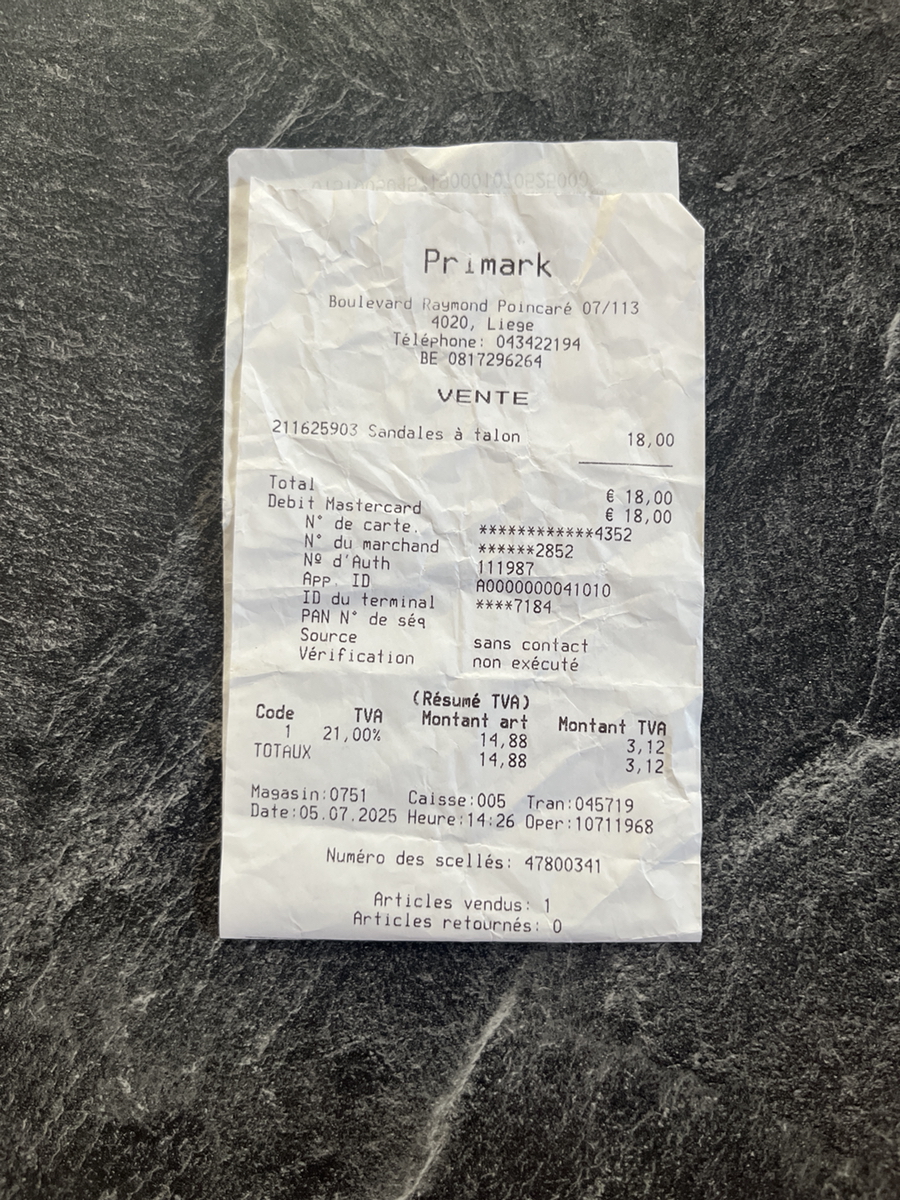 Primark
Boulevard Raymond Poincaré 07/113
4020, Liege
Téléphone: 043422194
BE 0817296264
VENTE
211625903 Sandales à talon 18,00
Total € 18,00
Debit Mastercard € 18,00
N° de carte. ************4352
N° du marchand ******2852
Nº d'Auth 111987
App. ID A0000000041010
ID du terminal ****7184
PAN N° de séq
Source sans contact
Vérification non exécuté
(Résumé TVA)
Code TVA Montant art Montant TVA
1 21,00% 14,88 3,12
TOTAUX 14,88 3,12
Magasin:0751 Caisse:005 Tran:045719
Date:05.07.2025 Heure:14:26 Oper:10711968
Numéro des scellés: 47800341
Articles vendus: 1
Articles retournés: 0